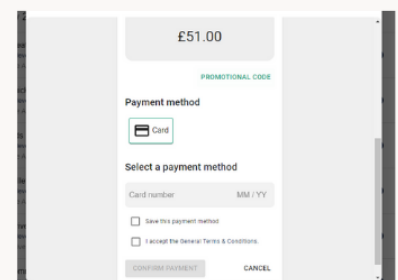 £51.00
PROMOTIONAL CODE
Payment method
Card
Select a payment method
Card number MM / YY
Save this payment method
I accept the General Terms & Conditions.
CONFIRM PAYMENT CANCEL